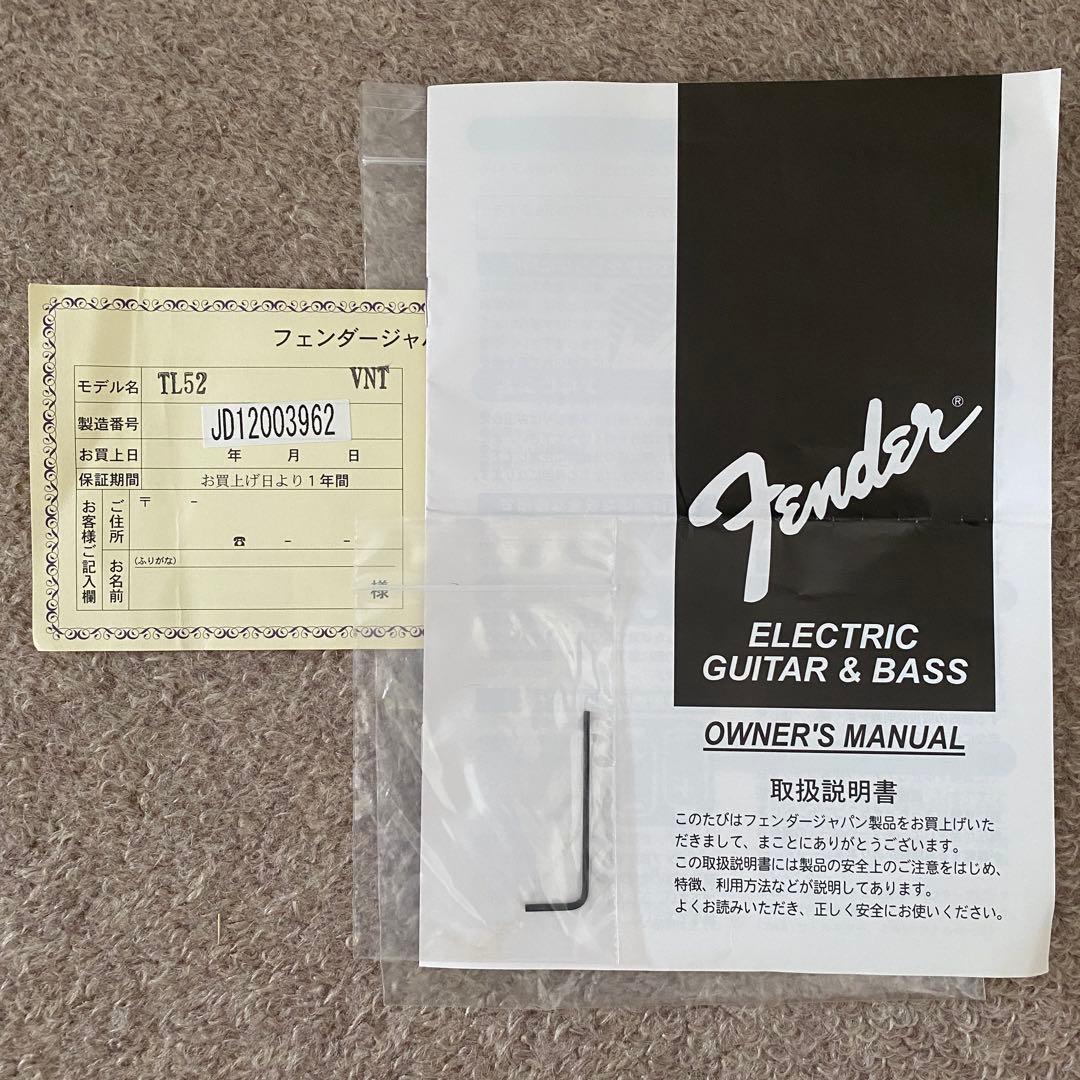 フェンダージャパ
モデル名 TL52 VNT
製造番号 JD12003962
お買上日 年 月 日
保証期間 お買上げ日より1年間
お客様ご記入欄
ご住所 〒 -
☎ - -
お名前 (ふりがな)
様
Fender®
ELECTRIC
GUITAR & BASS
OWNER'S MANUAL
取扱説明書
このたびはフェンダージャパン製品をお買上げいた
だきまして、まことにありがとうございます。
この取扱説明書には製品の安全上のご注意をはじめ、
特徴、利用方法などが説明してあります。
よくお読みいただき、正しく安全にお使いください。